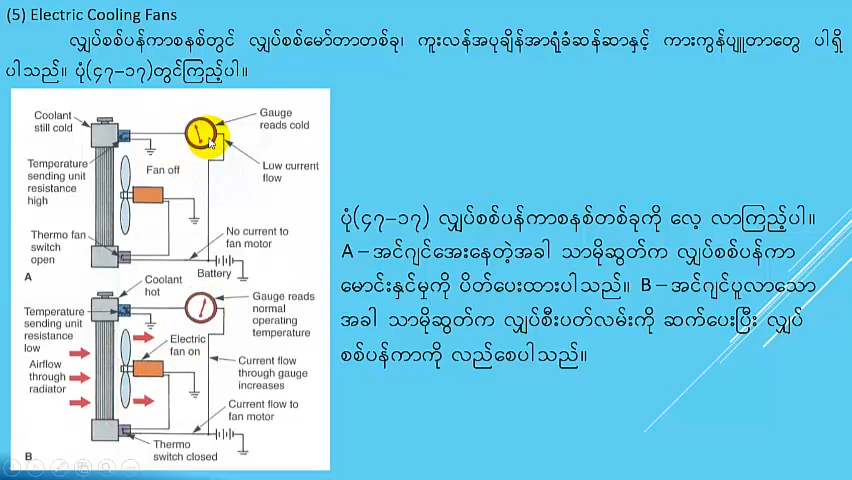 (5) Electric Cooling Fans
လျှပ်စစ်ပန်ကာစနစ်တွင် လျှပ်စစ်မော်တာတစ်ခု၊ ကူးလန်အပူချိန်အာရုံခံဆန်ဆာနှင့် ကားကွန်ပျူတာတွေ ပါရှိ
ပါသည်။ ပုံ(၄၇–၁၇)တွင်ကြည့်ပါ။
Coolant
still cold
Gauge
reads cold
Temperature
sending unit
resistance
high
Fan off
Low current
flow
Thermo fan
switch
open
No current to
fan motor
A
Battery
Coolant
hot
Temperature
sending unit
resistance
low
Gauge reads
normal
operating
temperature
Electric
fan on
Airflow
through
radiator
Current flow
through gauge
increases
Current flow to
fan motor
Thermo
switch closed
B
ပုံ(၄၇–၁၇) လျှပ်စစ်ပန်ကာစနစ်တစ်ခုကို လေ့ လာကြည့်ပါ။
A –အင်ဂျင်အေးနေတဲ့အခါ သာမိုဆွတ်က လျှပ်စစ်ပန်ကာ
မောင်းနှင်မှုကို ပိတ်ပေးထားပါသည်။ B –အင်ဂျင်ပူလာသော
အခါ သာမိုဆွတ်က လျှပ်စီးပတ်လမ်းကို ဆက်ပေးပြီး လျှပ်
စစ်ပန်ကာကို လည်စေပါသည်။